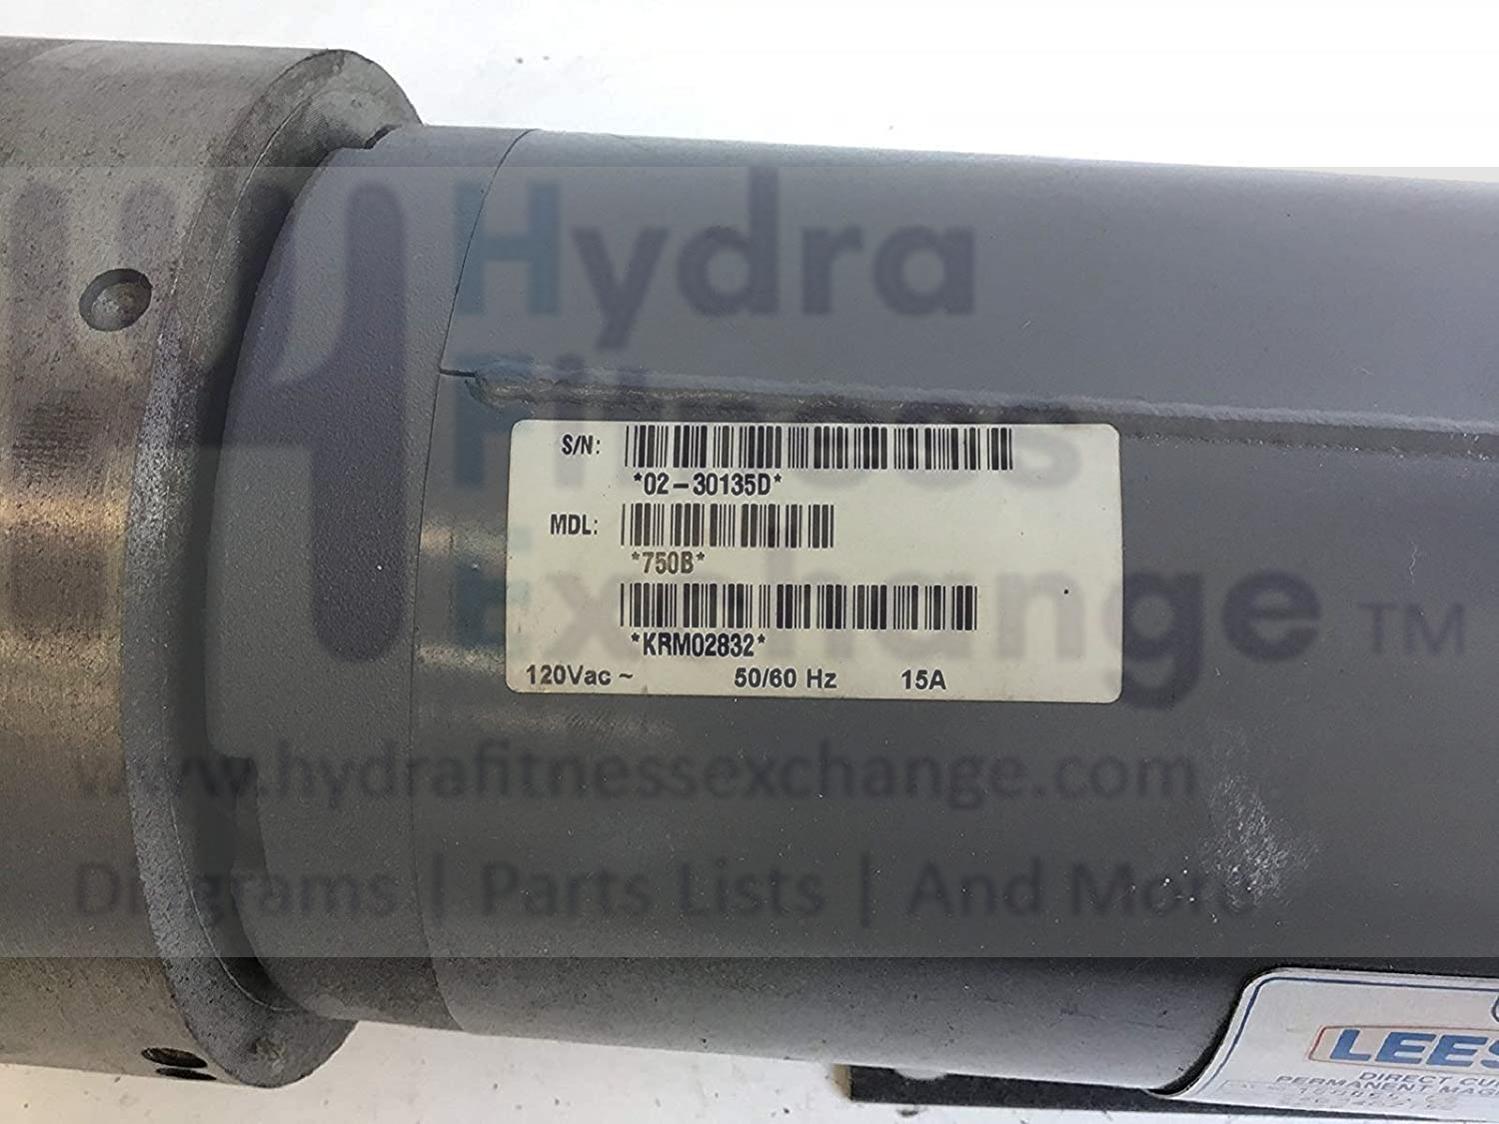 Hydra
Fitness
Exchange ™
www.hydrafitnessexchange.com
Diagrams | Parts Lists | And More
S/N:
*02-30135D*
MDL:
*750B*
*KRM02832*
120Vac ~ 50/60 Hz 15A
LEES
DIRECT CU
PERMANENT MAG